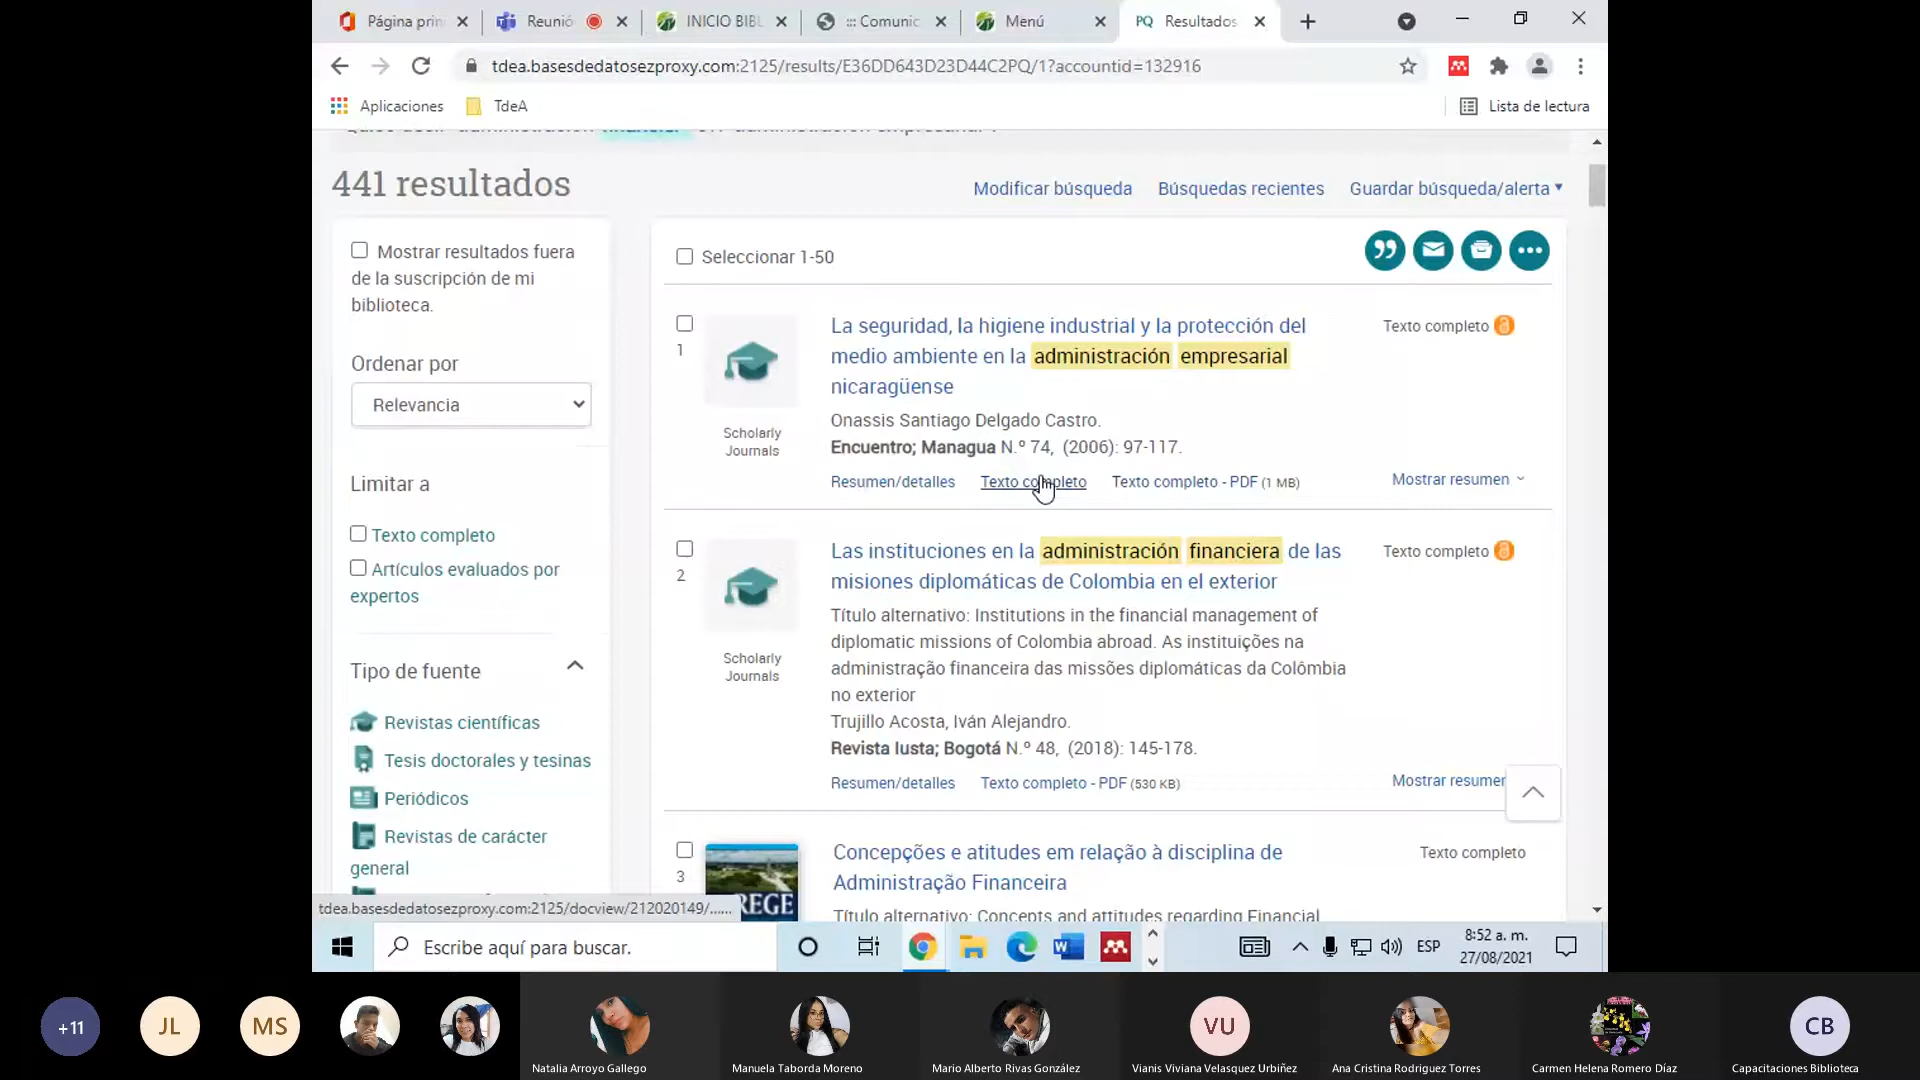 Página prin
Reunió
INICIO BIBL
::: Comunic
Menú
PQ Resultados
tdea.basesdedatosezproxy.com:2125/results/E36DD643D23D44C2PQ/1?accountid=132916
Aplicaciones
TdeA
Lista de lectura
441 resultados
Modificar búsqueda
Búsquedas recientes
Guardar búsqueda/alerta
Mostrar resultados fuera
de la suscripción de mi
biblioteca.
Ordenar por
Relevancia
Limitar a
Texto completo
Artículos evaluados por
expertos
Tipo de fuente
Revistas científicas
Tesis doctorales y tesinas
Periódicos
Revistas de carácter
general
Seleccionar 1-50
1
Scholarly
Journals
La seguridad, la higiene industrial y la protección del
medio ambiente en la administración empresarial
nicaragüense
Onassis Santiago Delgado Castro.
Encuentro; Managua N.º 74, (2006): 97-117.
Resumen/detalles
Texto completo
Texto completo - PDF (1 MB)
Texto completo
Mostrar resumen
2
Scholarly
Journals
Las instituciones en la administración financiera de las
misiones diplomáticas de Colombia en el exterior
Título alternativo: Institutions in the financial management of
diplomatic missions of Colombia abroad. As instituições na
administração financeira das missões diplomáticas da Colômbia
no exterior
Trujillo Acosta, Iván Alejandro.
Revista Iusta; Bogotá N.º 48, (2018): 145-178.
Resumen/detalles
Texto completo - PDF (530 KB)
Texto completo
Mostrar resumen
3
REGE
Concepções e atitudes em relação à disciplina de
Administração Financeira
Título alternativo: Concepts and attitudes regarding Financial
Texto completo
tdea.basesdedatosezproxy.com:2125/docview/212020149/......
Escribe aquí para buscar.
ESP
8:52 a. m.
27/08/2021
+11
JL
MS
VU
CB
Natalia Arroyo Gallego
Manuela Taborda Moreno
Mario Alberto Rivas González
Vianis Viviana Velasquez Urbiñez
Ana Cristina Rodriguez Torres
Carmen Helena Romero Díaz
Capacitaciones Biblioteca